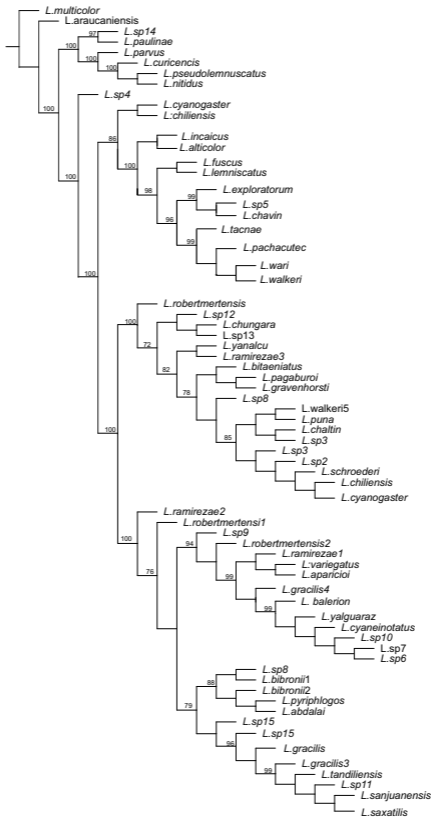 L.multicolor
L.araucaniensis
97
L.sp14
100
L.paulinae
L.parvus
100
100
L.curicencis
L.pseudolemnuscatus
L.nitidus
L.sp4
100
L.cyanogaster
L:chiliensis
86
L.incaicus
L.alticolor
100
L.fuscus
L.lemniscatus
98
L.exploratorum
99
L.sp5
L.chavin
96
L.tacnae
99
L.pachacutec
L.wari
L.walkeri
100
L.robertmertensis
L.sp12
100
L.chungara
L.sp13
72
L.yanalcu
L.ramirezae3
L.bitaeniatus
82
L.pagaburoi
L.gravenhorsti
78
L.sp8
L.walkeri5
L.puna
L.chaltin
85
L.sp3
L.sp3
L.sp2
100
L.schroederi
L.chiliensis
L.cyanogaster
L.ramirezae2
100
L.robertmertensi1
L.sp9
94
L.robertmertensis2
L.ramirezae1
L:variegatus
76
L.aparicioi
99
L.gracilis4
L. balerion
99
L.yalguaraz
L.cyaneinotatus
L.sp10
L.sp7
L.sp6
L.sp8
88
L.bibronii1
L.bibronii2
L.pyriphlogos
79
L.abdalai
L.sp15
L.sp15
96
L.gracilis
L.gracilis3
99
L.tandiliensis
L.sp11
L.sanjuanensis
L.saxatilis